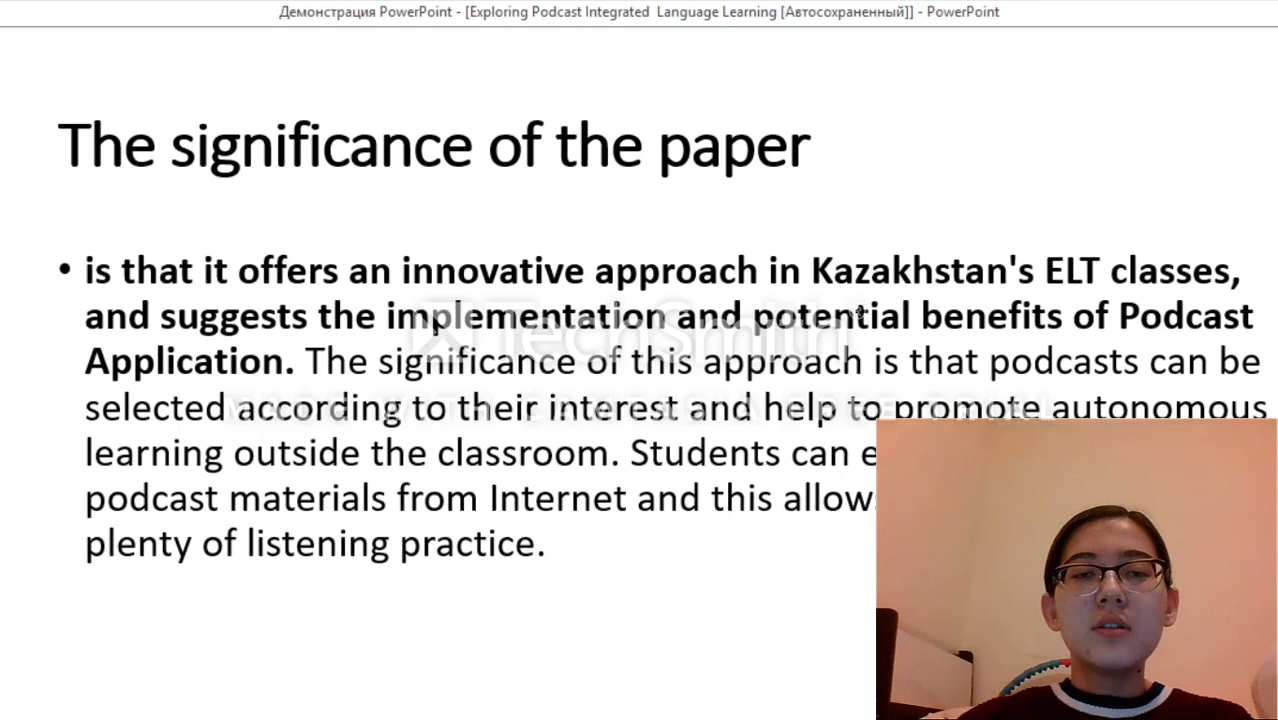 Демонстрация PowerPoint - [Exploring Podcast Integrated Language Learning [Автосохраненный]] - PowerPoint
The significance of the paper
• is that it offers an innovative approach in Kazakhstan's ELT classes,
and suggests the implementation and potential benefits of Podcast
Application. The significance of this approach is that podcasts can be
selected according to their interest and help to promote autonomous
learning outside the classroom. Students can
podcast materials from Internet and this
plenty of listening practice.
TechSmith